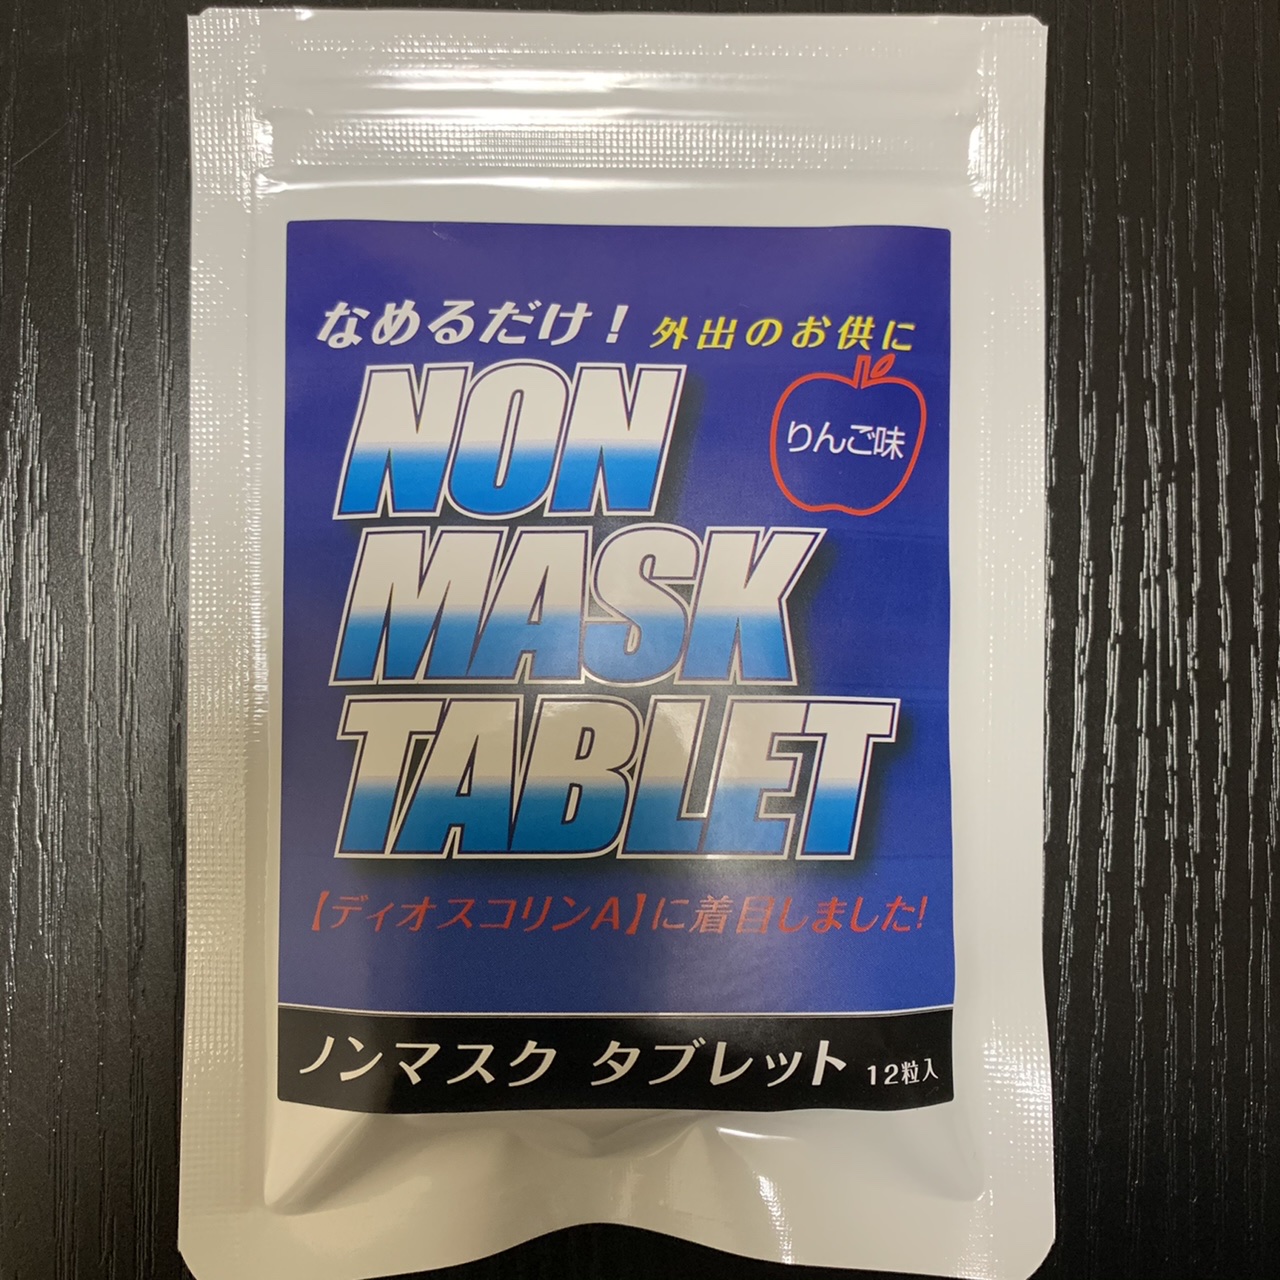 なめるだけ！ 外出のお供に
NON
りんご味
MASK
TABLET
【ディオスコリンA】に着目しました!
ノンマスク タブレット 12粒入